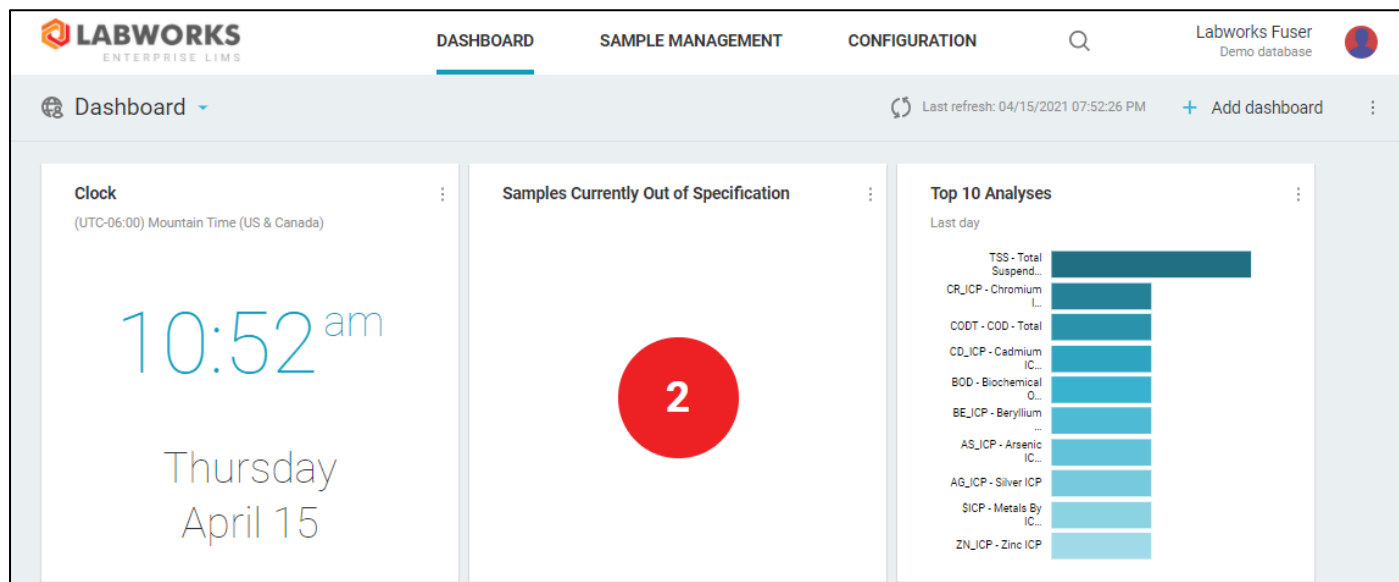 LABWORKS
ENTERPRISE LIMS
DASHBOARD
SAMPLE MANAGEMENT
CONFIGURATION
Labworks Fuser
Demo database
Dashboard
Last refresh: 04/15/2021 07:52:26 PM
+ Add dashboard
Clock
(UTC-06:00) Mountain Time (US & Canada)
10:52 am
Thursday
April 15
Samples Currently Out of Specification
2
Top 10 Analyses
Last day
TSS - Total
Suspend...
CR_ICP - Chromium
I...
CODT - COD - Total
CD_ICP - Cadmium
IC...
BOD - Biochemical
O...
BE_ICP - Beryllium
...
AS_ICP - Arsenic
IC...
AG_ICP - Silver ICP
$ICP - Metals By
IC...
ZN_ICP - Zinc ICP